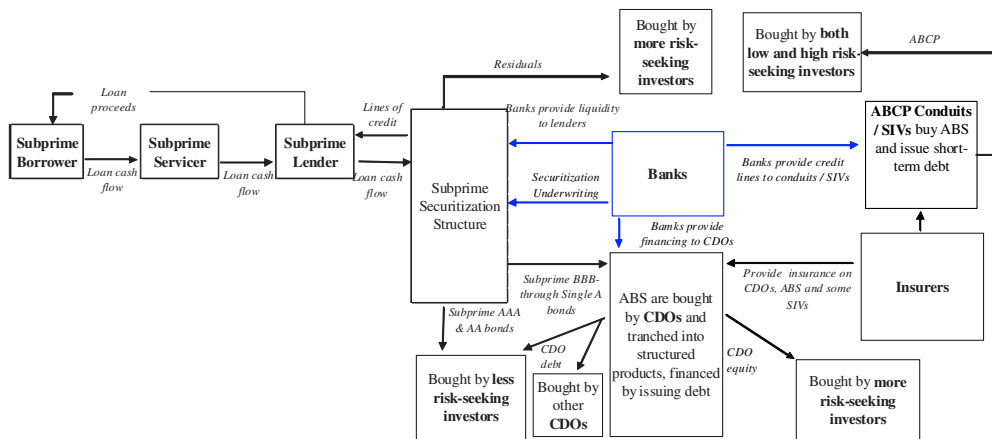 Bought by
more risk-
seeking
investors
Bought by both
low and high risk-
seeking investors
ABCP
Residuals
Loan
proceeds
Lines of
credit
Banks provide liquidity
to lenders
ABCP Conduits
/ SIVs buy ABS
and issue short-
term debt
Subprime
Borrower
Subprime
Servicer
Subprime
Lender
Loan cash
flow
Loan cash
flow
Loan cash
flow
Subprime
Securitization
Structure
Banks
Banks provide credit
lines to conduits / SIVs
Securitization
Underwriting
Banks provide
financing to CDOs
Subprime BBB-
through Single A
bonds
ABS are bought
by CDOs and
tranched into
structured
products, financed
by issuing debt
Provide insurance on
CDOs, ABS and some
SIVs
Insurers
Subprime AAA
& AA bonds
CDO
debt
CDO
equity
Bought by less
risk-seeking
investors
Bought by
other
CDOs
Bought by more
risk-seeking
investors